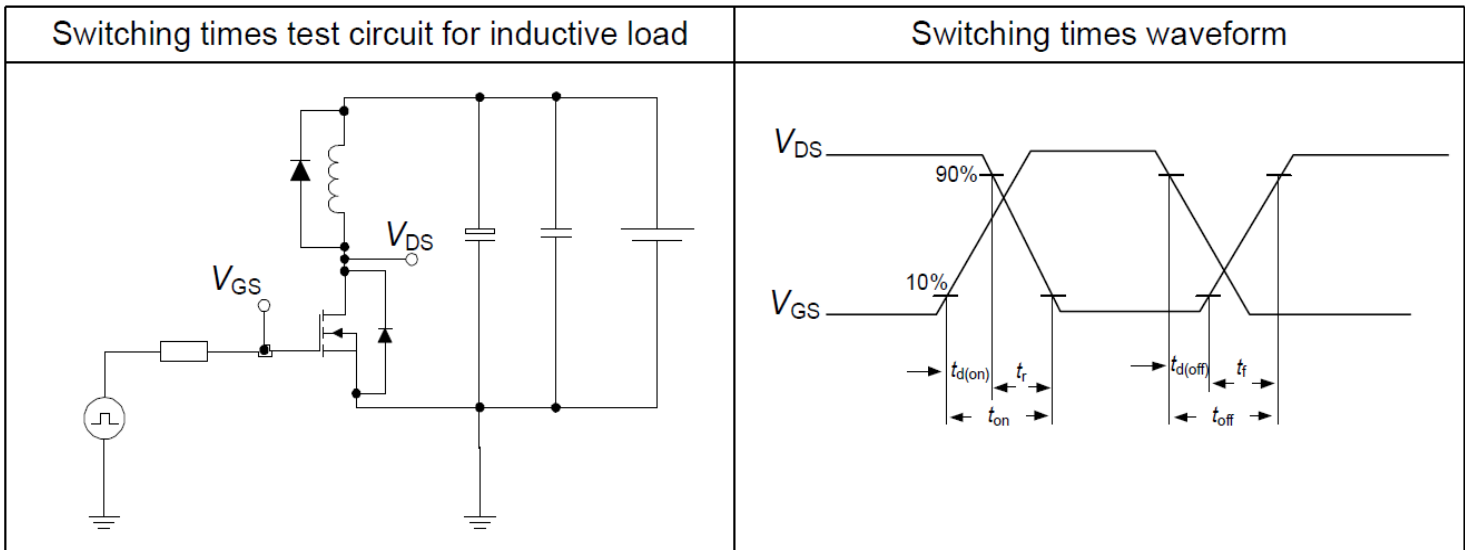 Switching times test circuit for inductive load
Switching times waveform
VDS
VGS
VDS
90%
10%
VGS
td(on)
tr
td(off)
tf
ton
toff